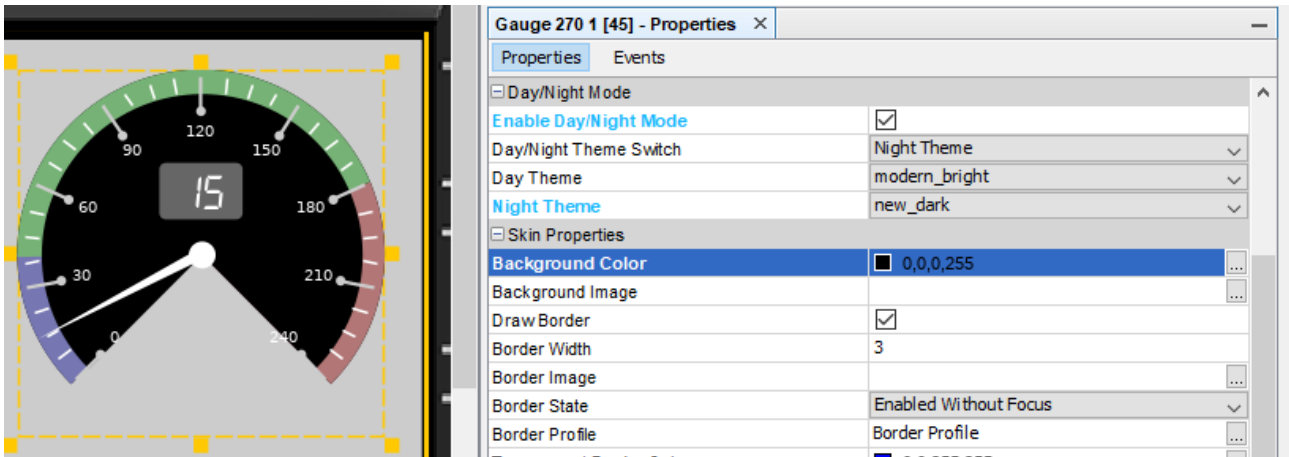 120
90
150
15
60
180
30
210
0
240
Gauge 270 1 [45] - Properties
Properties Events
Day/Night Mode
Enable Day/Night Mode
Day/Night Theme Switch Night Theme
Day Theme modern_bright
Night Theme new_dark
Skin Properties
Background Color 0,0,0,255 ...
Background Image ...
Draw Border
Border Width 3
Border Image ...
Border State Enabled Without Focus
Border Profile Border Profile ...